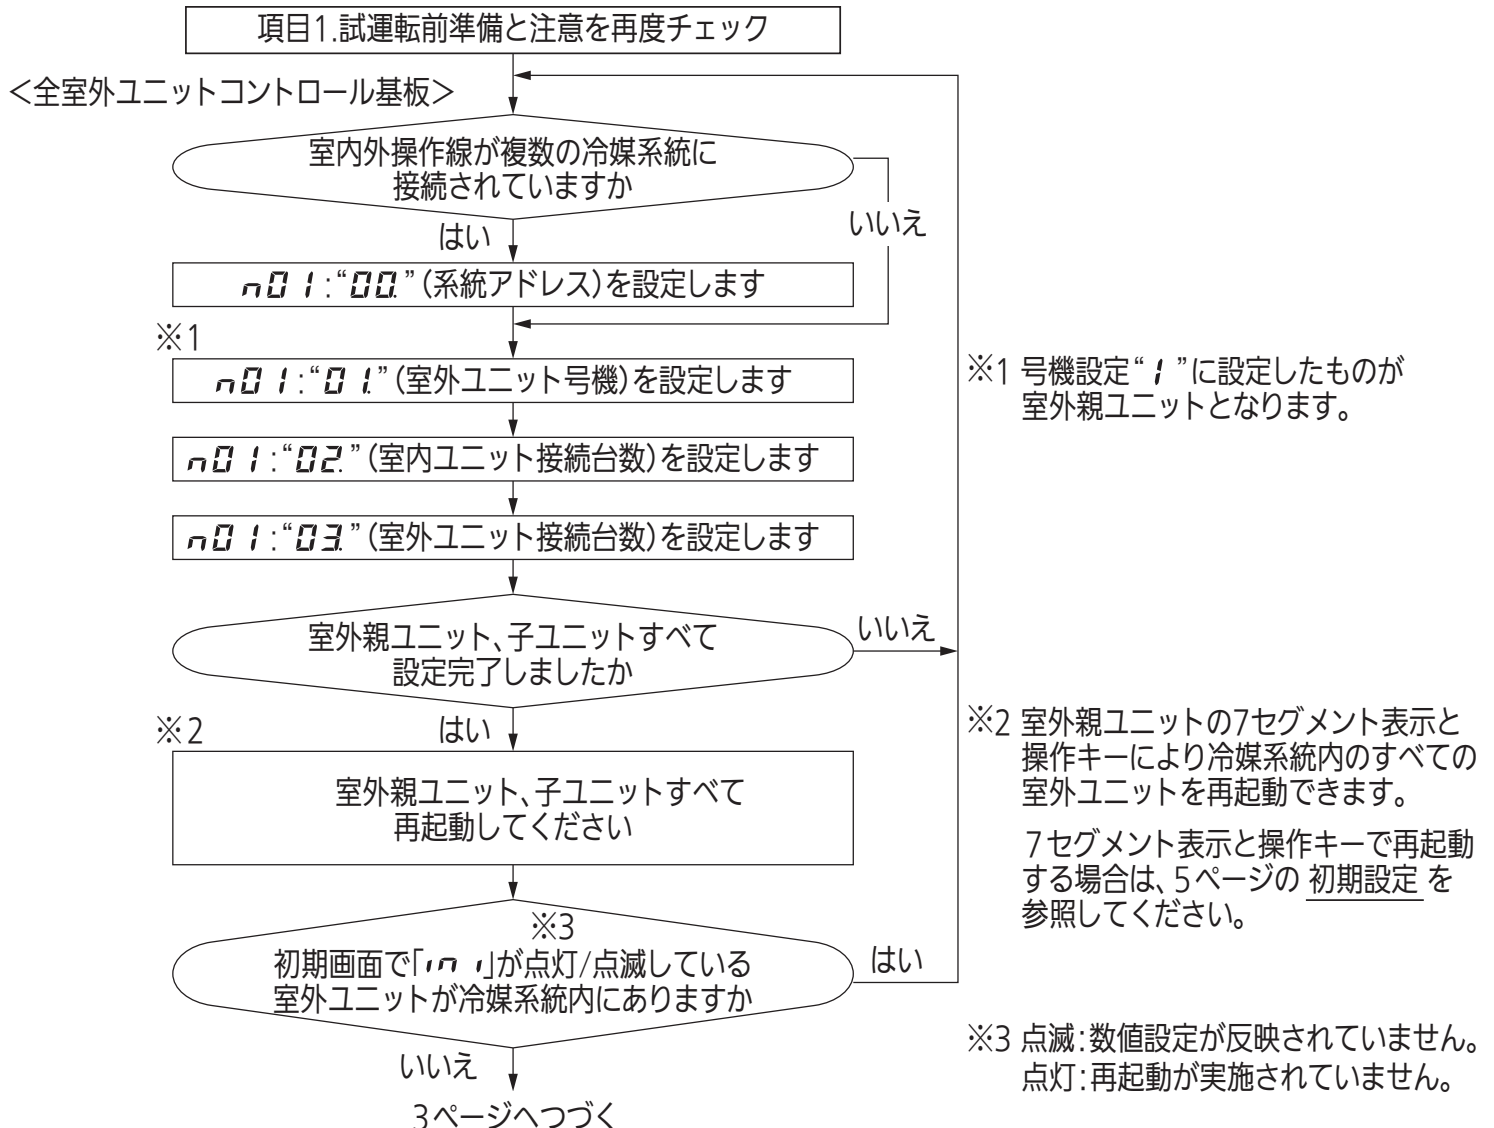 項目1.試運転前準備と注意を再度チェック
<全室外ユニットコントロール基板>
室内外操作線が複数の冷媒系統に
接続されていますか
いいえ
はい
n01:“00.”(系統アドレス)を設定します
※1
n01:“01.”(室外ユニット号機)を設定します
n01:“02.”(室内ユニット接続台数)を設定します
n01:“03.”(室外ユニット接続台数)を設定します
室外親ユニット、子ユニットすべて
設定完了しましたか
いいえ
はい
※2
室外親ユニット、子ユニットすべて
再起動してください
※3
初期画面で「ini」が点灯/点滅している
室外ユニットが冷媒系統内にありますか
はい
いいえ
3ページへつづく
※1 号機設定“1”に設定したものが
室外親ユニットとなります。
※2 室外親ユニットの7セグメント表示と
操作キーにより冷媒系統内のすべての
室外ユニットを再起動できます。
7セグメント表示と操作キーで再起動
する場合は、5ページの 初期設定 を
参照してください。
※3 点滅:数値設定が反映されていません。
点灯:再起動が実施されていません。